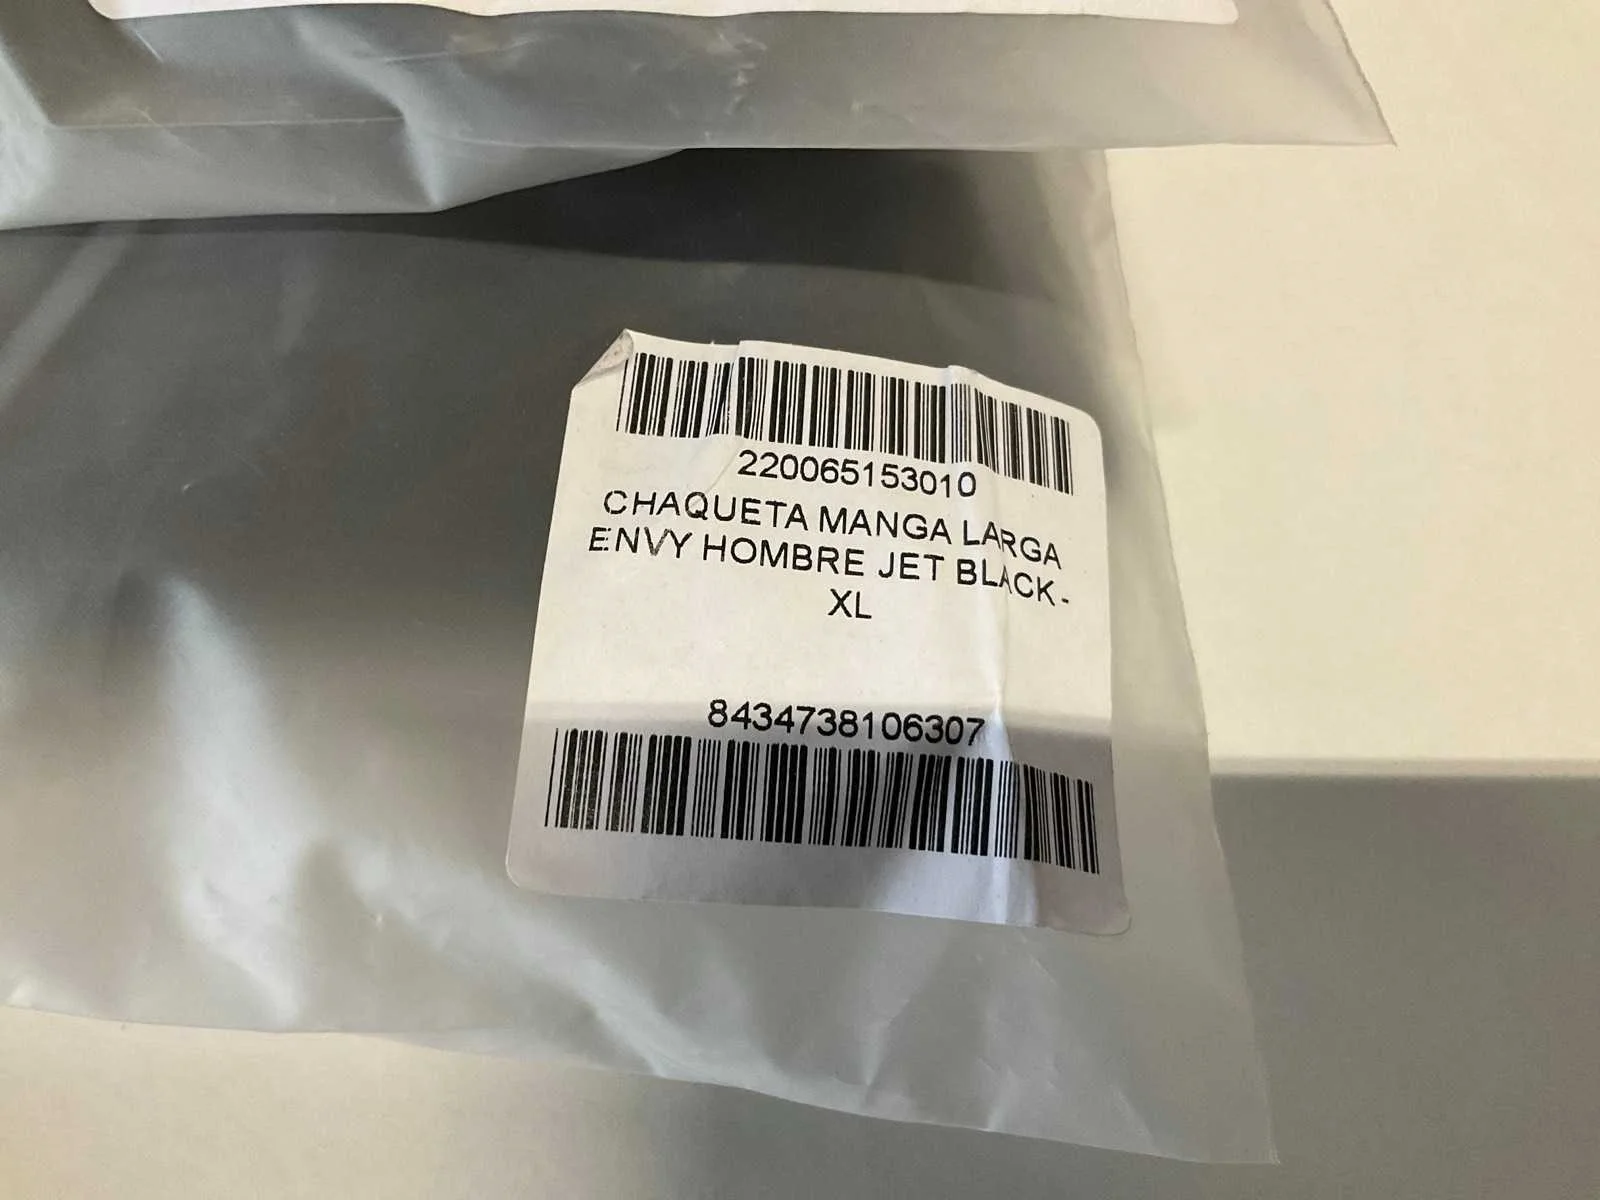 220065153010
CHAQUETA MANGA LARGA
ENVY HOMBRE JET BLACK -
XL
8434738106307